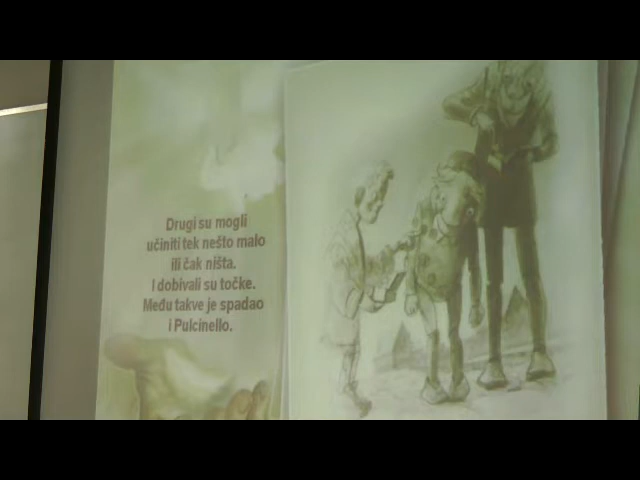 Drugi su mogli
učiniti tek nešto malo
ili čak ništa.
I dobivali su točke.
Među takve je spadao
i Pulcinello.